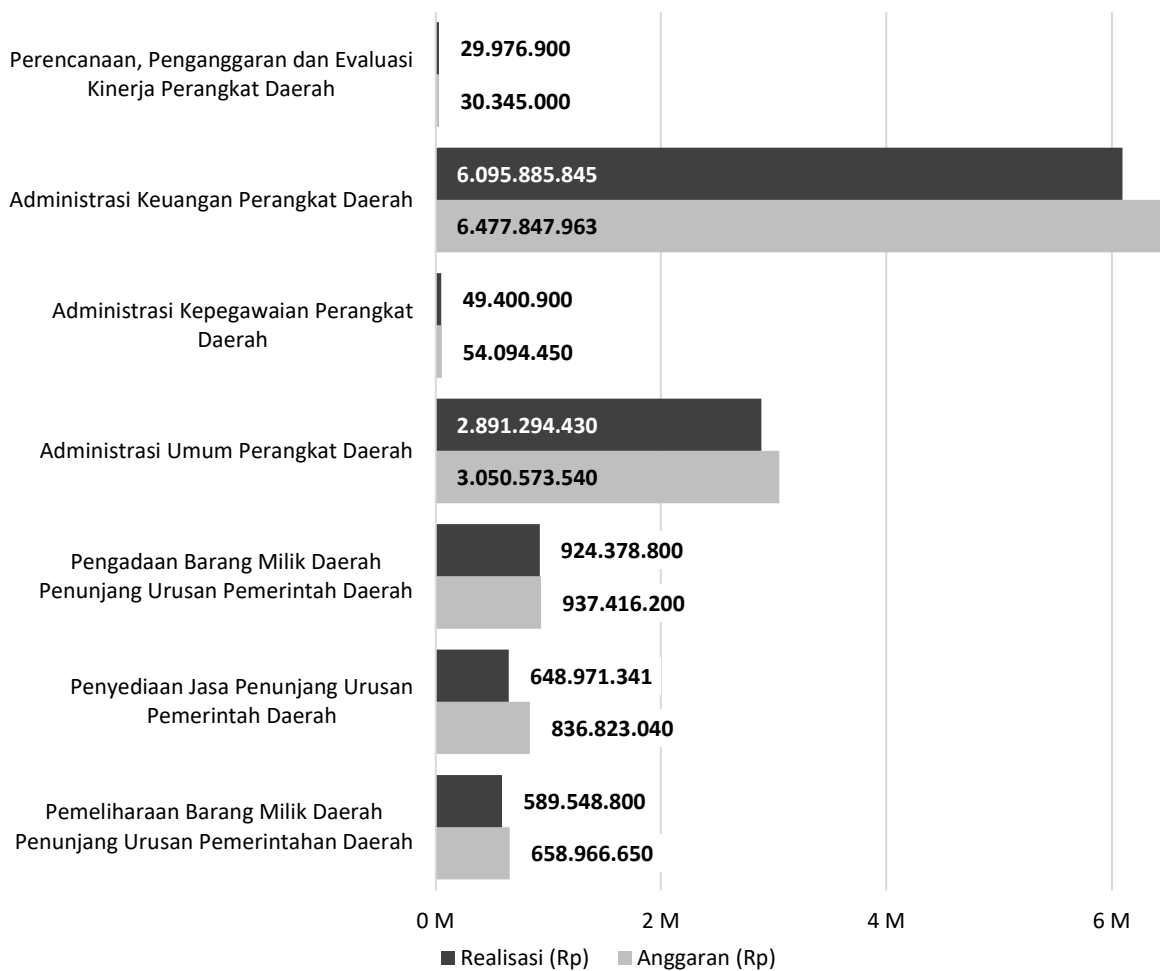 Perencanaan, Penganggaran dan Evaluasi
Kinerja Perangkat Daerah
29.976.900
30.345.000
Administrasi Keuangan Perangkat Daerah
6.095.885.845
6.477.847.963
Administrasi Kepegawaian Perangkat
Daerah
49.400.900
54.094.450
Administrasi Umum Perangkat Daerah
2.891.294.430
3.050.573.540
Pengadaan Barang Milik Daerah
Penunjang Urusan Pemerintah Daerah
924.378.800
937.416.200
Penyediaan Jasa Penunjang Urusan
Pemerintah Daerah
648.971.341
836.823.040
Pemeliharaan Barang Milik Daerah
Penunjang Urusan Pemerintahan Daerah
589.548.800
658.966.650
0 M 2 M 4 M 6 M
Realisasi (Rp) Anggaran (Rp)